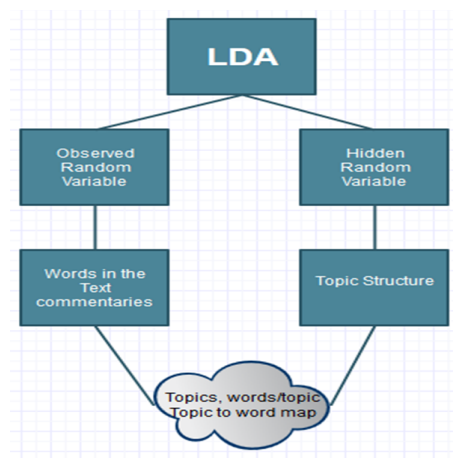 LDA
Observed
Random
Variable
Hidden
Random
Variable
Words in the
Text
commentaries
Topic Structure
Topics, words/topic
Topic to word map